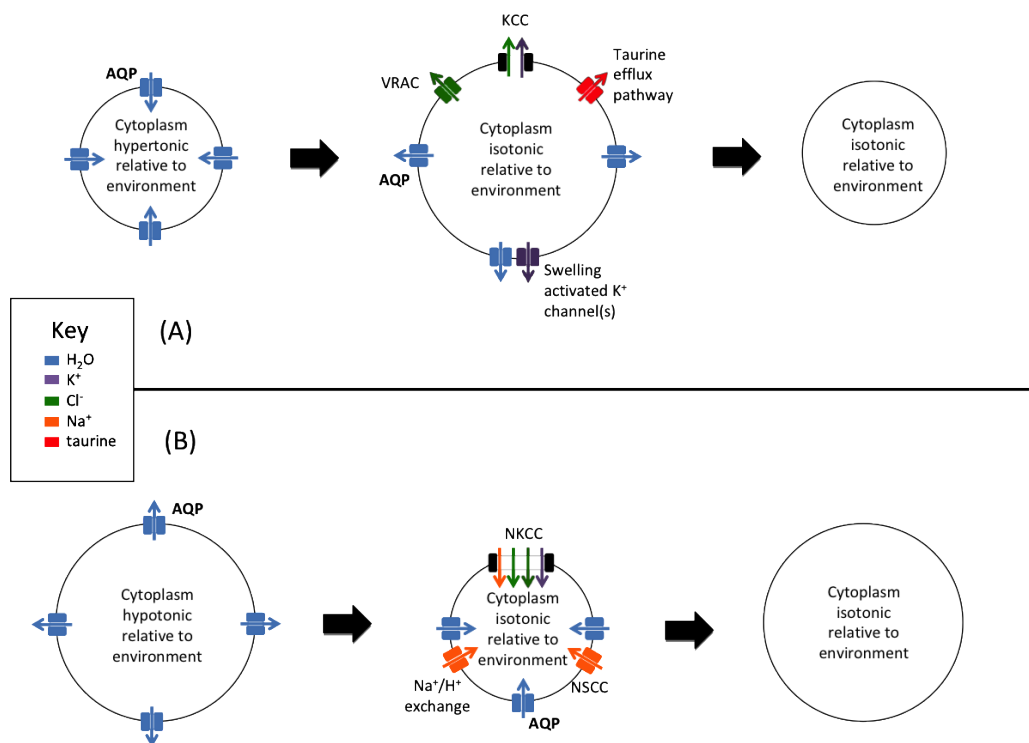 KCC
AQP
VRAC
Taurine
efflux
pathway
Cytoplasm
hypertonic
relative to
environment
Cytoplasm
isotonic
relative to
environment
AQP
Cytoplasm
isotonic
relative to
environment
Swelling
activated K⁺
channel(s)
(A)
Key
H₂O
K⁺
Cl⁻
Na⁺
taurine
(B)
AQP
Cytoplasm
hypotonic
relative to
environment
NKCC
Cytoplasm
isotonic
relative to
environment
Na⁺/H⁺
exchange
NSCC
AQP
Cytoplasm
isotonic
relative to
environment